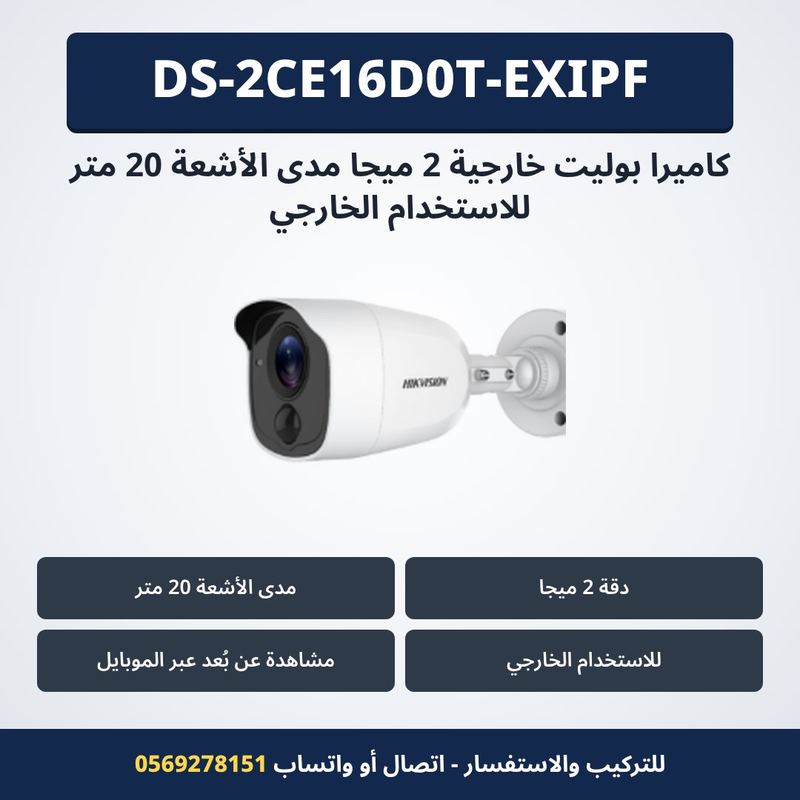 DS-2CE16D0T-EXIPF
كاميرا بوليت خارجية 2 ميجا مدى الأشعة 20 متر
للاستخدام الخارجي
HIKVISION
دقة 2 ميجا
مدى الأشعة 20 متر
للاستخدام الخارجي
مشاهدة عن بُعد عبر الموبايل
للتركيب والاستفسار - اتصال أو واتساب 0569278151